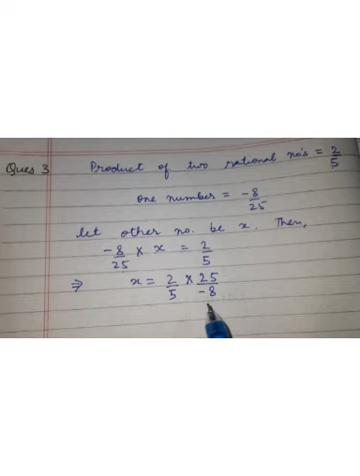 Ques 3 Product of two rational no's = 2/5
One number = -8/25
let other no. be x. Then,
-8/25 × x = 2/5
⇒ x = 2/5 × 25/-8